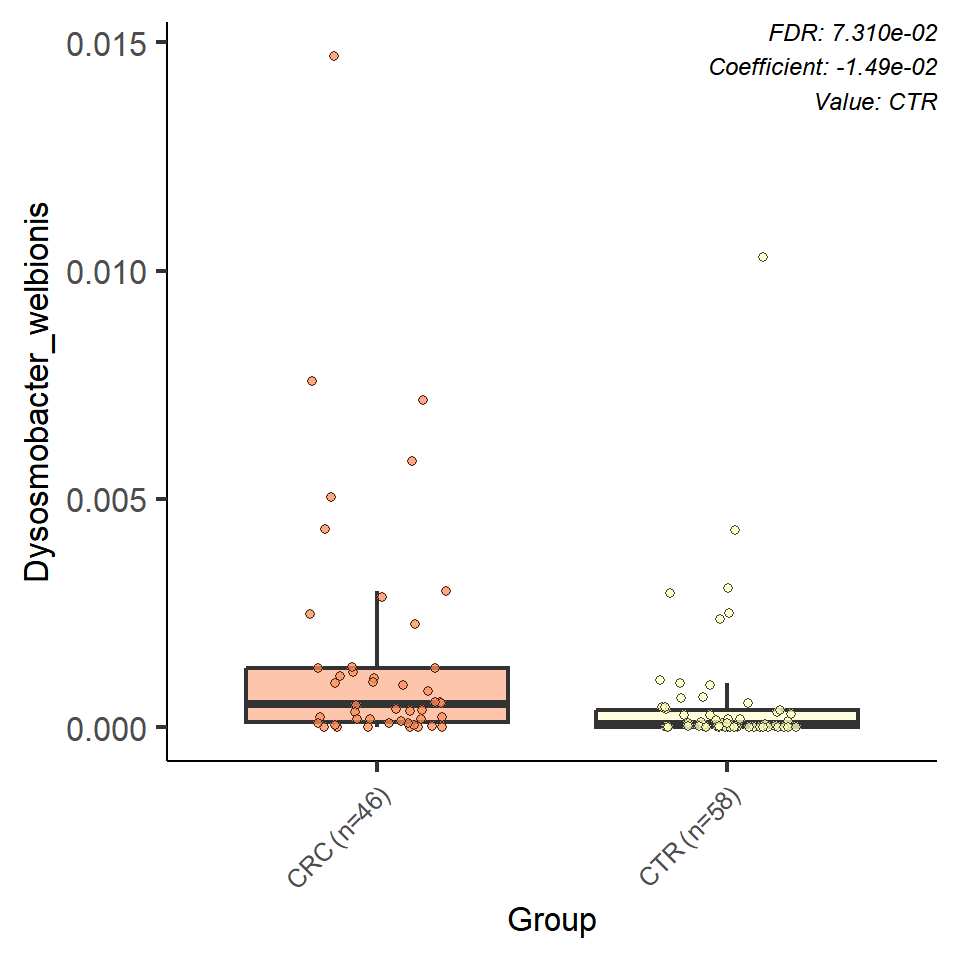 FDR: 7.310e-02
Coefficient: -1.49e-02
Value: CTR
0.015
0.010
0.005
0.000
Dysosmobacter_welbionis
CRC (n=46)
CTR (n=58)
Group